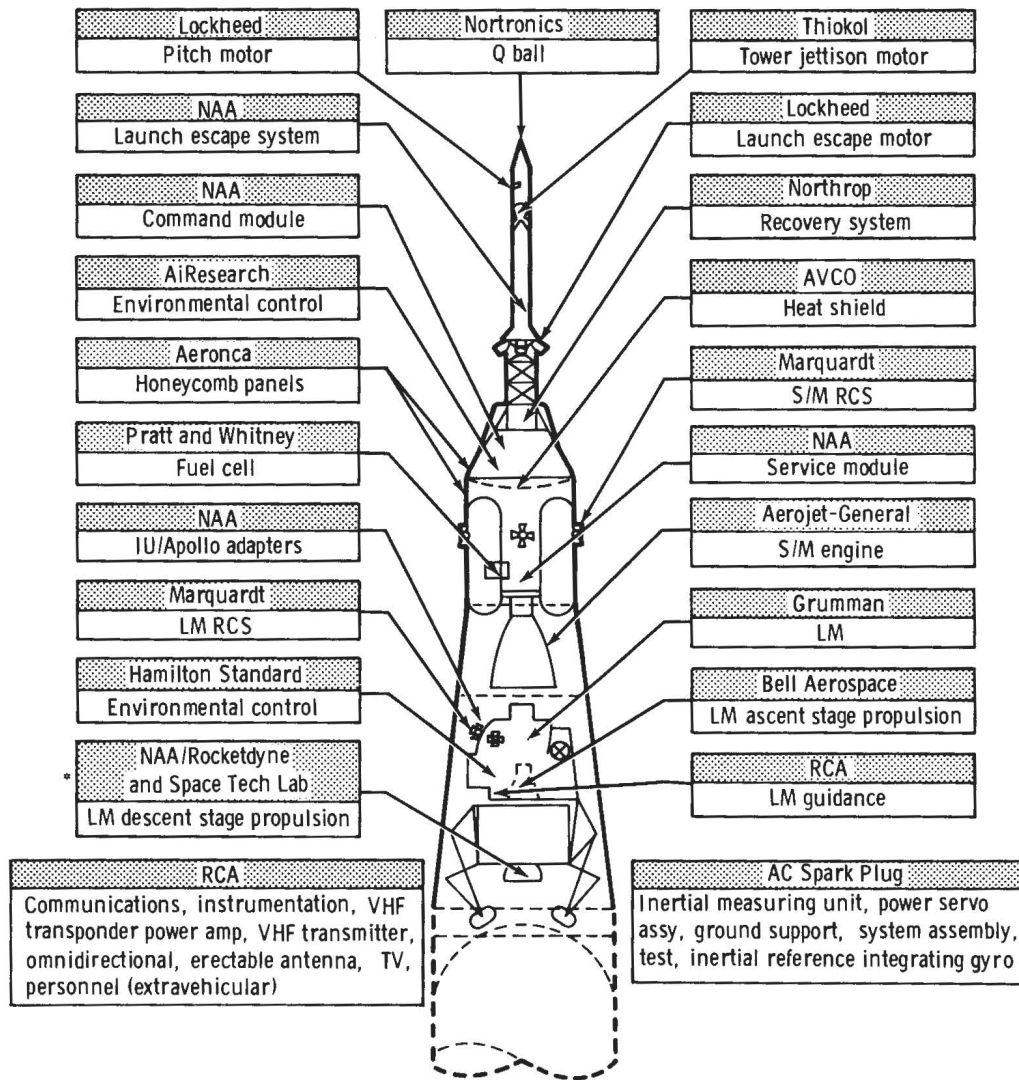 Lockheed
Pitch motor
Nortronics
Q ball
Thiokol
Tower jettison motor
NAA
Launch escape system
Lockheed
Launch escape motor
NAA
Command module
Northrop
Recovery system
AiResearch
Environmental control
AVCO
Heat shield
Aeronca
Honeycomb panels
Marquardt
S/M RCS
Pratt and Whitney
Fuel cell
NAA
Service module
NAA
IU/Apollo adapters
Aerojet-General
S/M engine
Marquardt
LM RCS
Grumman
LM
Hamilton Standard
Environmental control
Bell Aerospace
LM ascent stage propulsion
* NAA/Rocketdyne
and Space Tech Lab
LM descent stage propulsion
RCA
LM guidance
RCA
Communications, instrumentation, VHF
transponder power amp, VHF transmitter,
omnidirectional, erectable antenna, TV,
personnel (extravehicular)
AC Spark Plug
Inertial measuring unit, power servo
assy, ground support, system assembly,
test, inertial reference integrating gyro